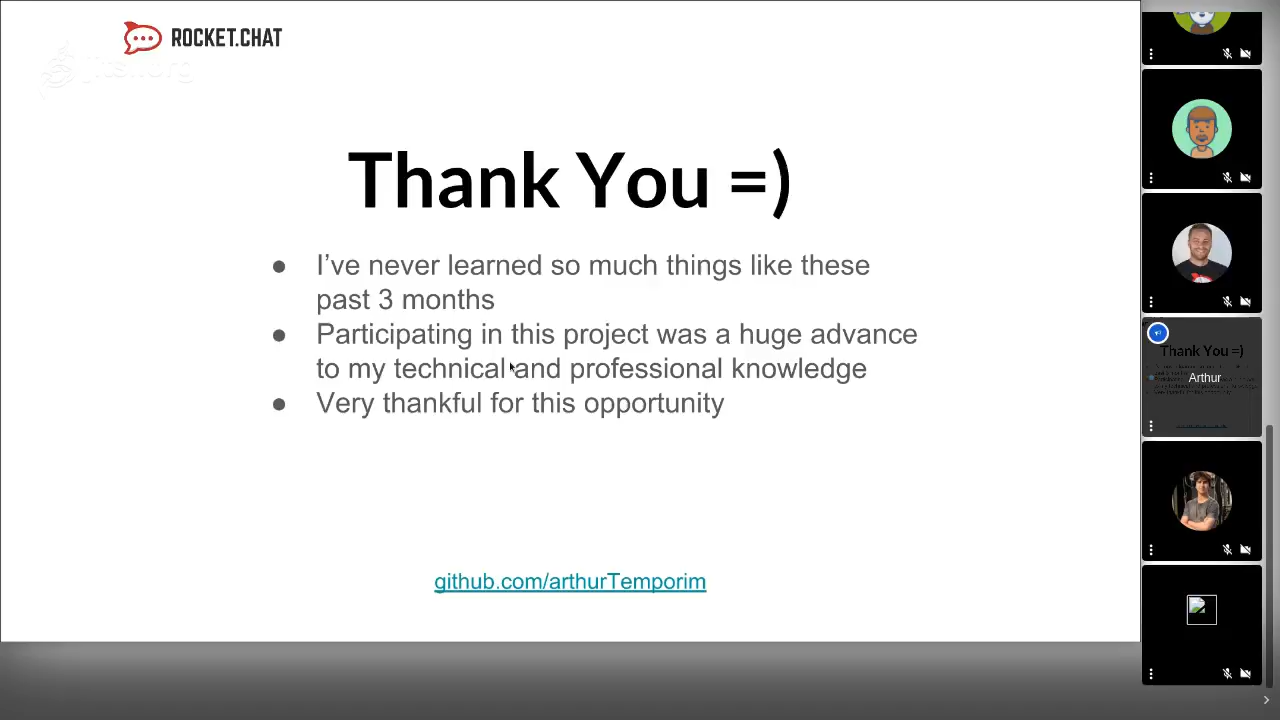 ROCKET.CHAT
jitsi.org
Thank You =)
● I’ve never learned so much things like these
past 3 months
● Participating in this project was a huge advance
to my technical and professional knowledge
● Very thankful for this opportunity
github.com/arthurTemporim
Thank You =)
Arthur